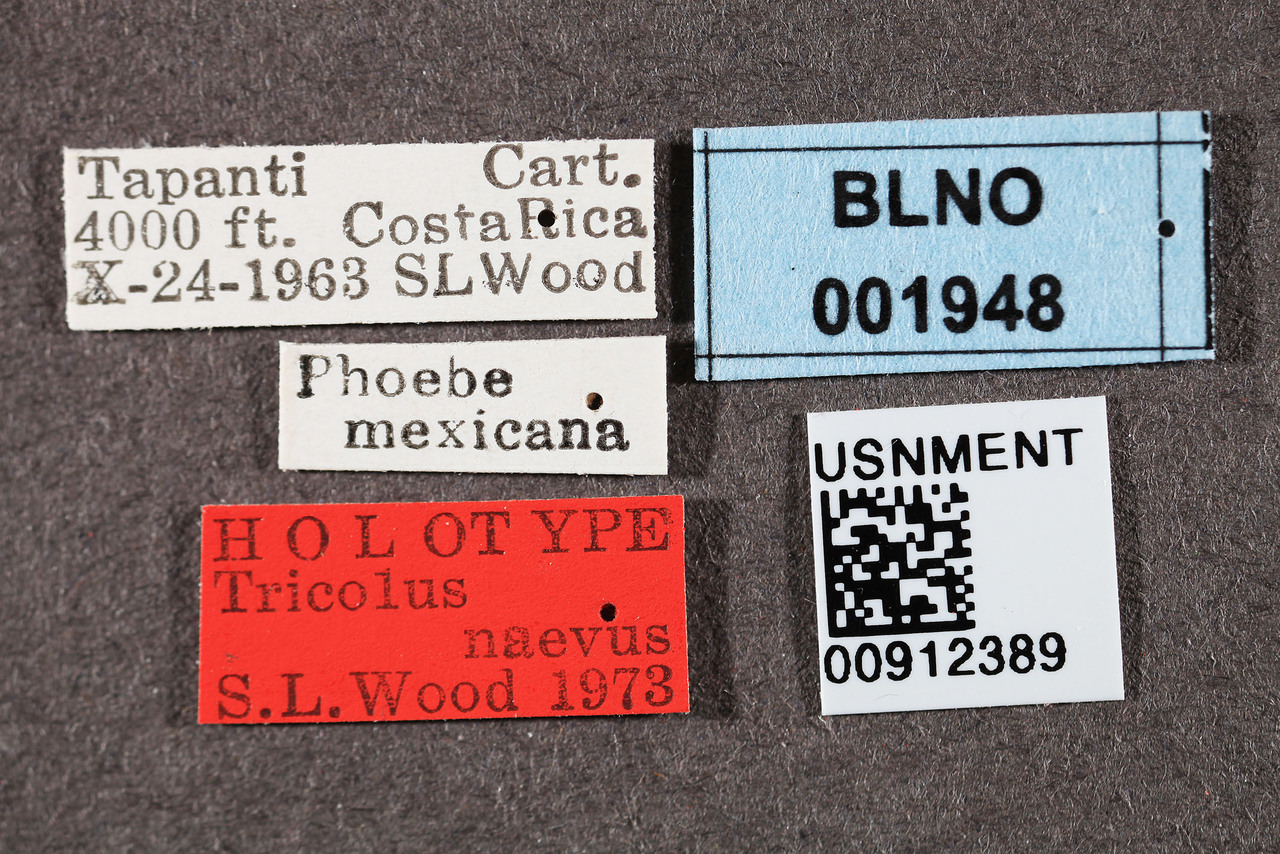 Tapanti Cart.
4000 ft. CostaRica
X-24-1963 SLWood
Phoebe
mexicana
HOLOTYPE
Tricolus
naevus
S.L.Wood 1973
BLNO
001948
USNMENT
00912389